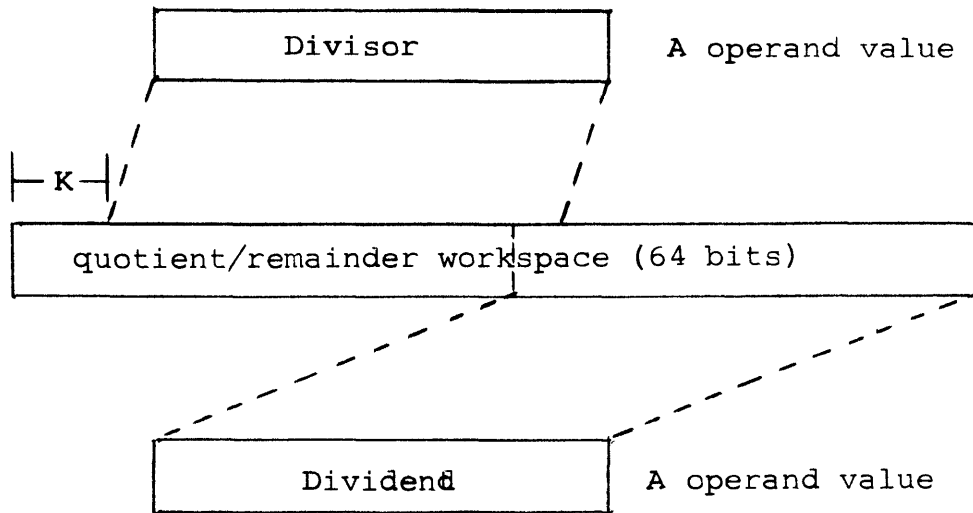 Divisor
A operand value
K
quotient/remainder workspace (64 bits)
Dividend
A operand value